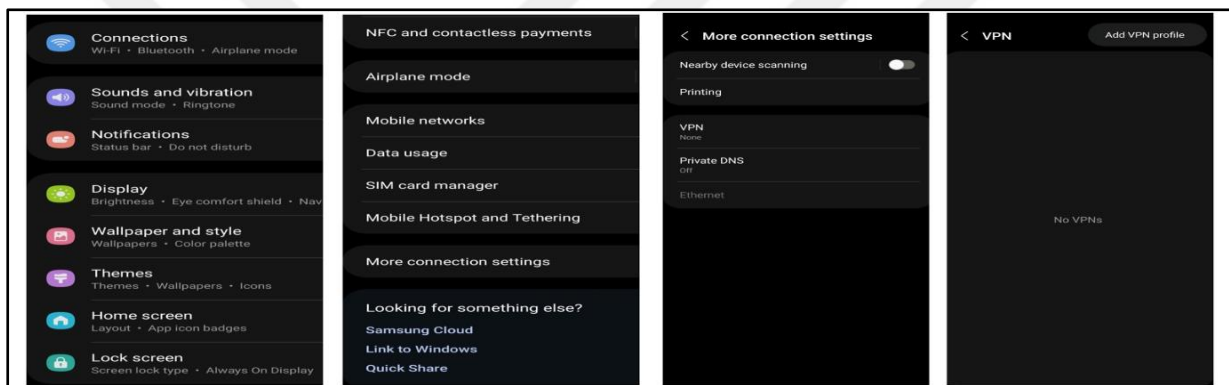 Connections
Wi-Fi • Bluetooth • Airplane mode
Sounds and vibration
Sound mode • Ringtone
Notifications
Status bar • Do not disturb
Display
Brightness • Eye comfort shield • Nav
Wallpaper and style
Wallpapers • Color palette
Themes
Themes • Wallpapers • Icons
Home screen
Layout • App icon badges
Lock screen
Screen lock type • Always On Display
NFC and contactless payments
Airplane mode
Mobile networks
Data usage
SIM card manager
Mobile Hotspot and Tethering
More connection settings
Looking for something else?
Samsung Cloud
Link to Windows
Quick Share
< More connection settings
Nearby device scanning
Printing
VPN
None
Private DNS
Off
Ethernet
< VPN
Add VPN profile
No VPNs